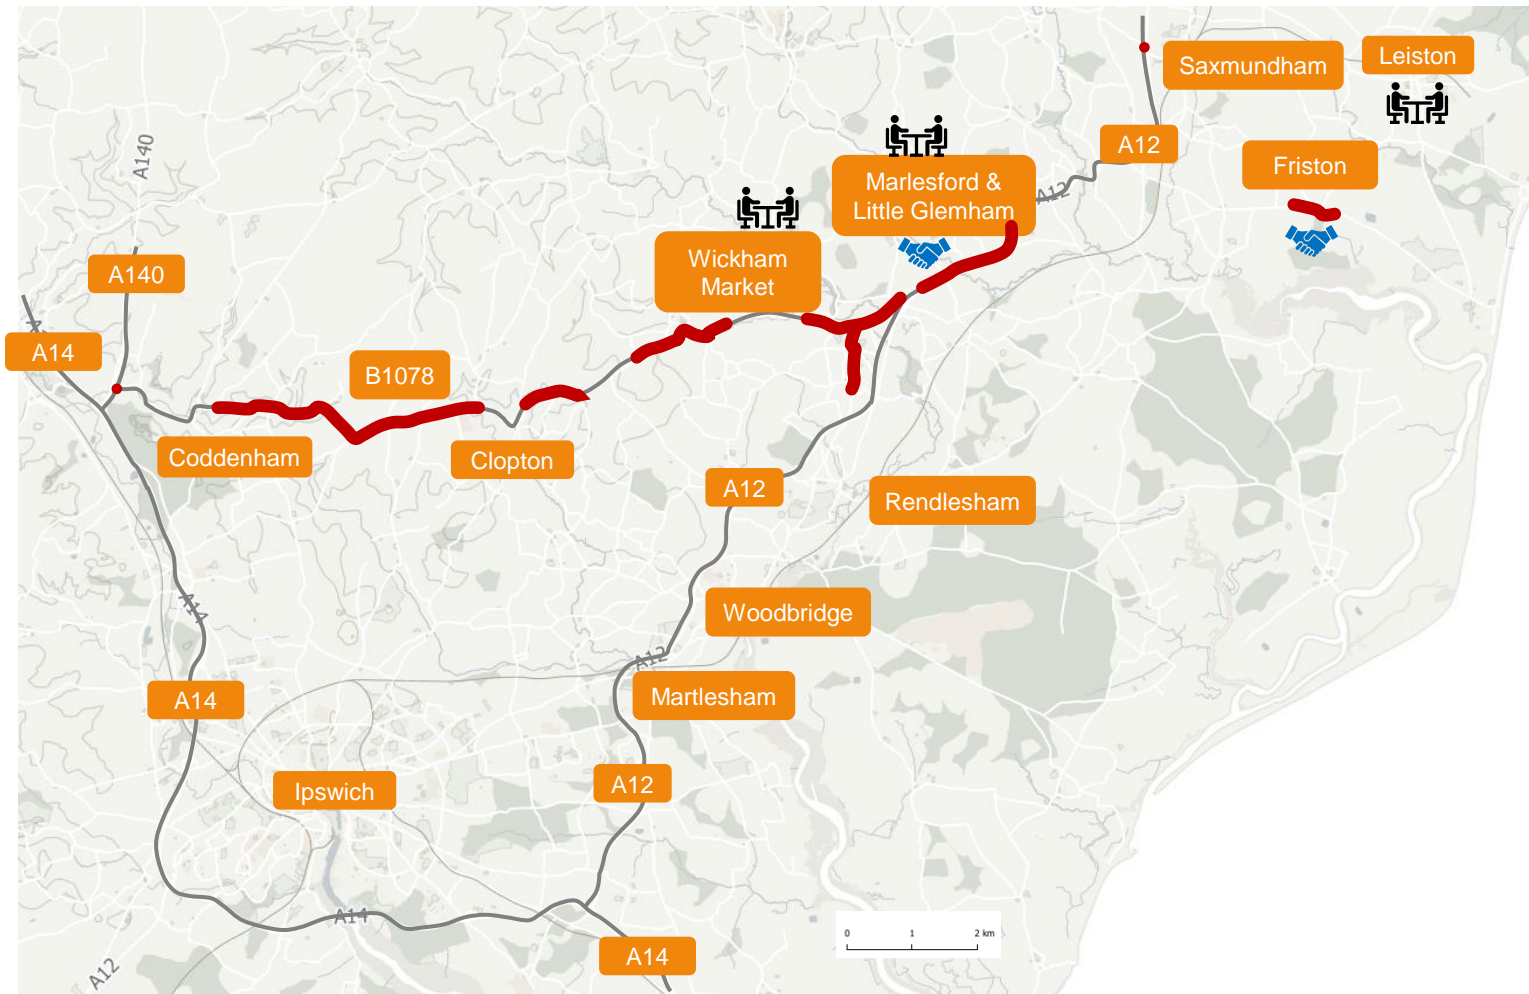 Leiston
Saxmundham
A12
A140
Friston
Marlesford &
Little Glemham
A12
Wickham
Market
A140
A14
B1078
Coddenham
Clopton
A12
Rendlesham
A14
Woodbridge
A12
Martlesham
A14
A12
Ipswich
A14
0 1 2 km
A14
A12